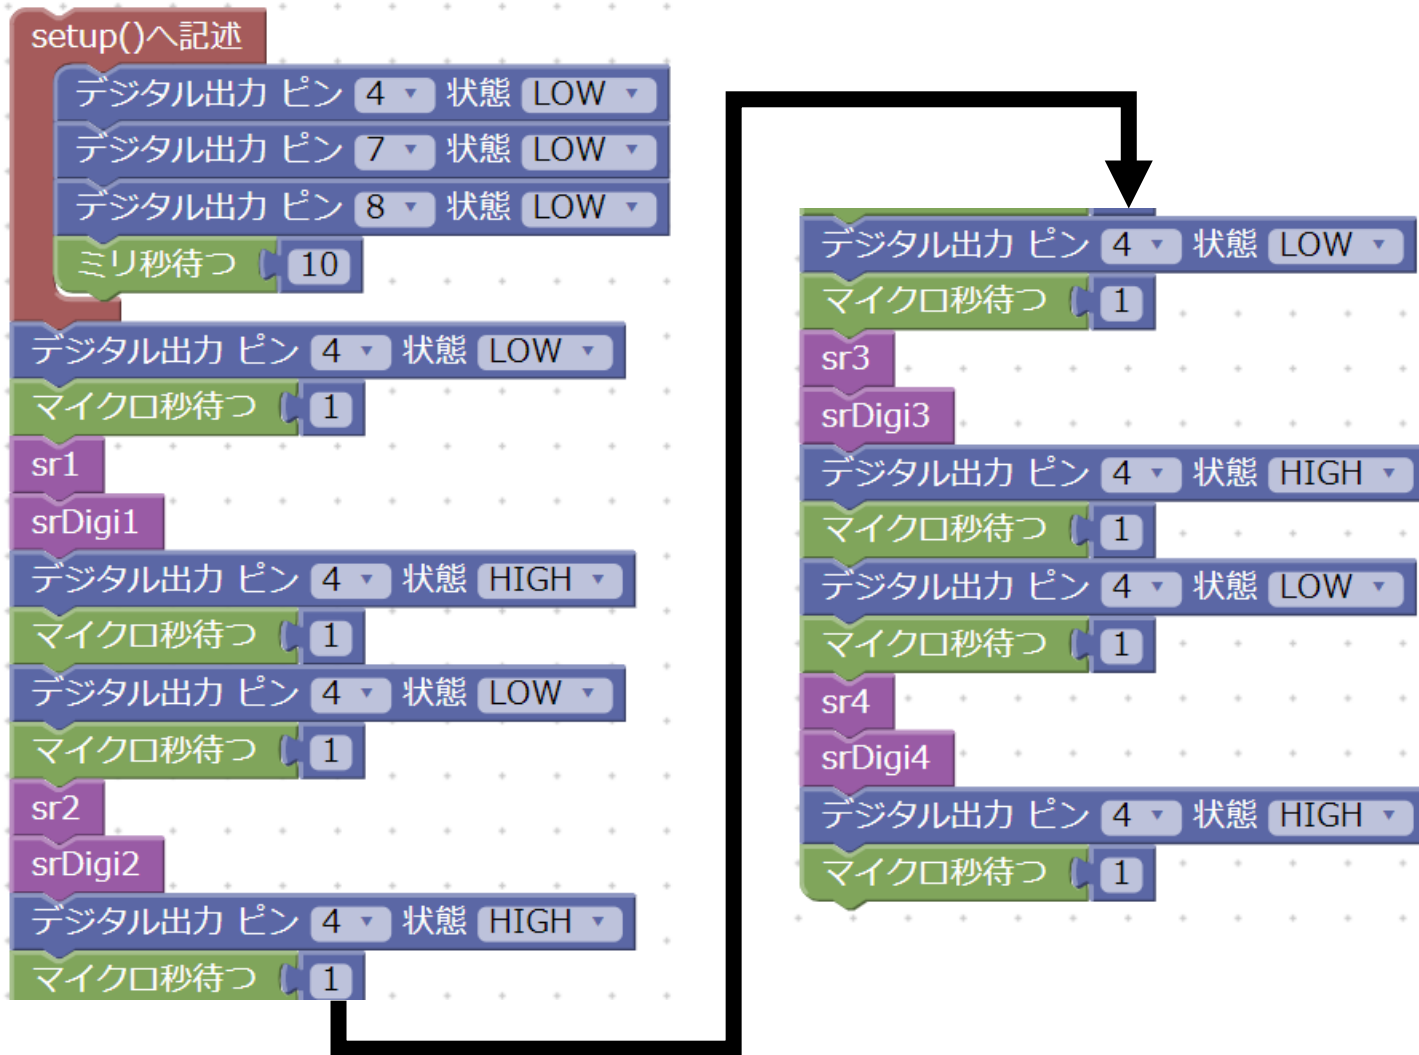 setup()へ記述
デジタル出力 ピン 4 状態 LOW
デジタル出力 ピン 7 状態 LOW
デジタル出力 ピン 8 状態 LOW
ミリ秒待つ 10
デジタル出力 ピン 4 状態 LOW
マイクロ秒待つ 1
sr1
srDigi1
デジタル出力 ピン 4 状態 HIGH
マイクロ秒待つ 1
デジタル出力 ピン 4 状態 LOW
マイクロ秒待つ 1
sr2
srDigi2
デジタル出力 ピン 4 状態 HIGH
マイクロ秒待つ 1
デジタル出力 ピン 4 状態 LOW
マイクロ秒待つ 1
sr3
srDigi3
デジタル出力 ピン 4 状態 HIGH
マイクロ秒待つ 1
デジタル出力 ピン 4 状態 LOW
マイクロ秒待つ 1
sr4
srDigi4
デジタル出力 ピン 4 状態 HIGH
マイクロ秒待つ 1